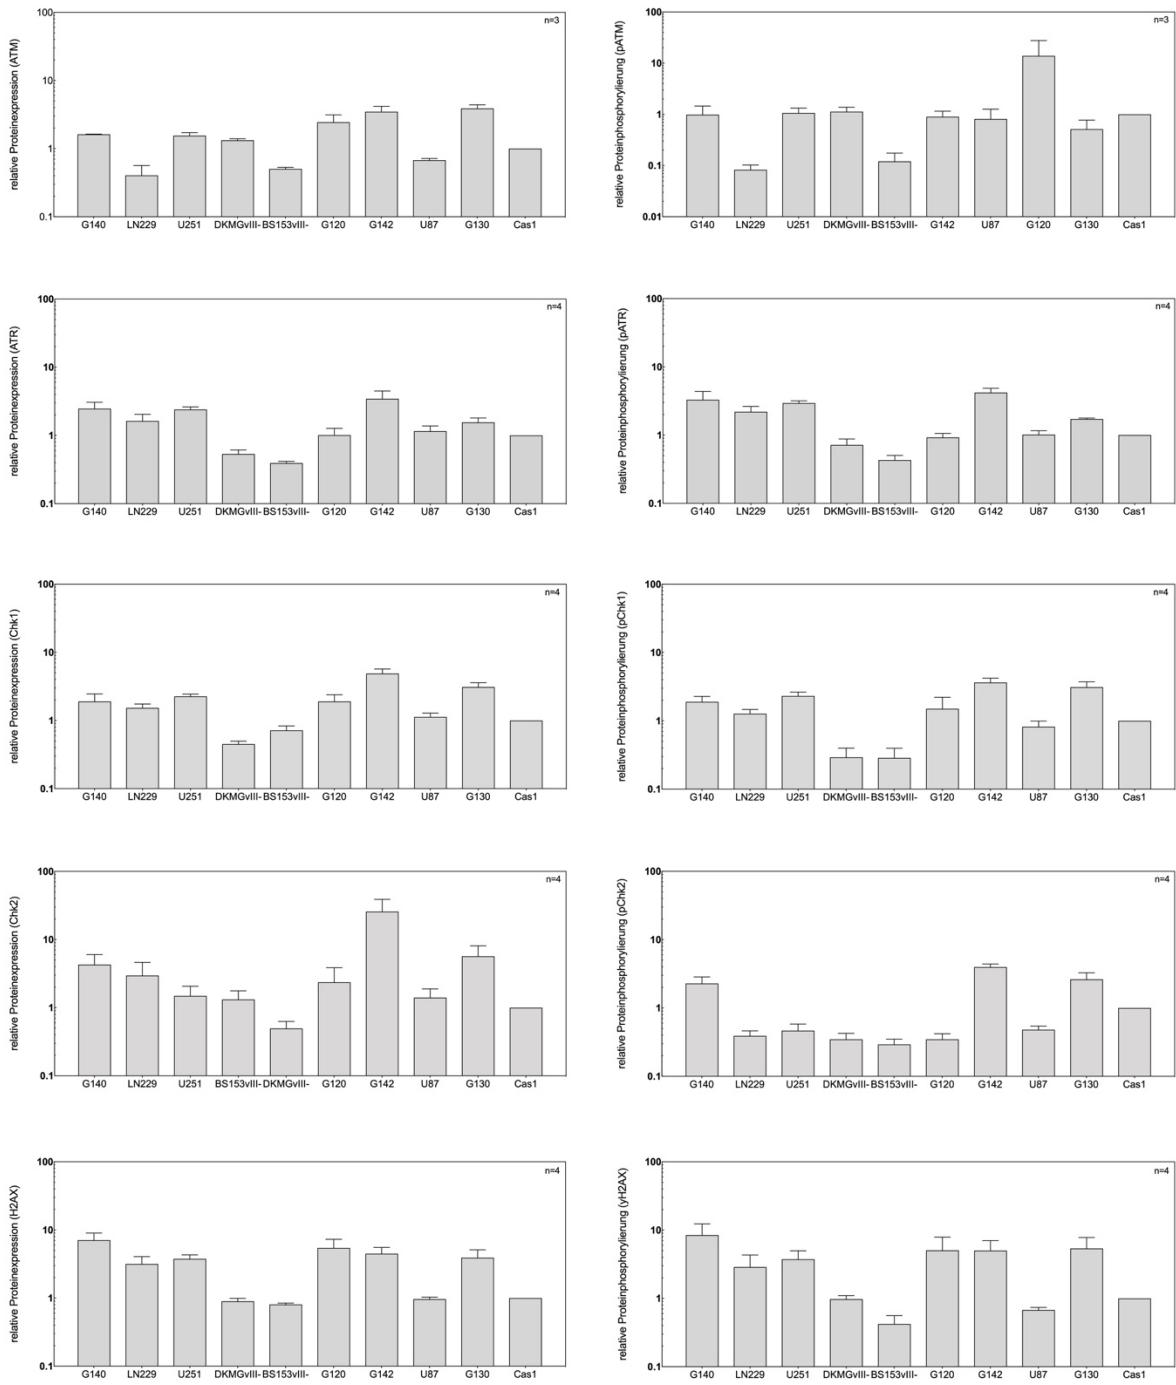 relative Proteinexpression (ATM)
100
10
1
0.1
n=3
G140 LN229 U251 DKMGvIII- BS153vIII- G120 G142 U87 G130 Cas1
relative Proteinphosphorylierung (pATM)
100
10
1
0.1
0.01
n=3
G140 LN229 U251 DKMGvIII- BS153vIII- G142 U87 G120 G130 Cas1
relative Proteinexpression (ATR)
100
10
1
0.1
n=4
G140 LN229 U251 DKMGvIII- BS153vIII- G120 G142 U87 G130 Cas1
relative Proteinphosphorylierung (pATR)
100
10
1
0.1
n=4
G140 LN229 U251 DKMGvIII- BS153vIII- G120 G142 U87 G130 Cas1
relative Proteinexpression (Chk1)
100
10
1
0.1
n=4
G140 LN229 U251 DKMGvIII- BS153vIII- G120 G142 U87 G130 Cas1
relative Proteinphosphorylierung (pChk1)
100
10
1
0.1
n=4
G140 LN229 U251 DKMGvIII- BS153vIII- G120 G142 U87 G130 Cas1
relative Proteinexpression (Chk2)
100
10
1
0.1
n=4
G140 LN229 U251 BS153vIII- DKMGvIII- G120 G142 U87 G130 Cas1
relative Proteinphosphorylierung (pChk2)
100
10
1
0.1
n=4
G140 LN229 U251 DKMGvIII- BS153vIII- G120 G142 U87 G130 Cas1
relative Proteinexpression (H2AX)
100
10
1
0.1
n=4
G140 LN229 U251 DKMGvIII- BS153vIII- G120 G142 U87 G130 Cas1
relative Proteinphosphorylierung (yH2AX)
100
10
1
0.1
n=4
G140 LN229 U251 DKMGvIII- BS153vIII- G120 G142 U87 G130 Cas1